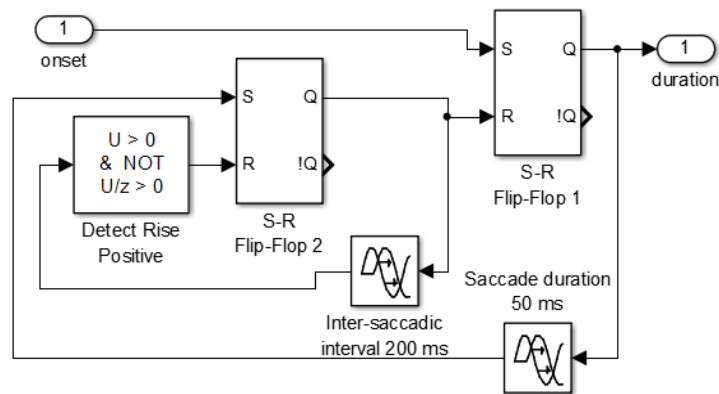 1
onset
S
Q
R
!Q
S-R
Flip-Flop 1
1
duration
U > 0
& NOT
U/z > 0
Detect Rise
Positive
S
Q
R
!Q
S-R
Flip-Flop 2
Inter-saccadic
interval 200 ms
Saccade duration
50 ms